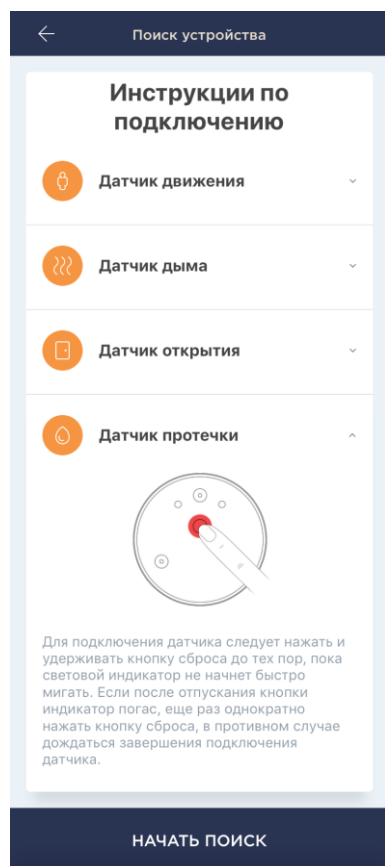 Поиск устройства
Инструкции по
подключению
Датчик движения
Датчик дыма
Датчик открытия
Датчик протечки
Для подключения датчика следует нажать и
удерживать кнопку сброса до тех пор, пока
световой индикатор не начнет быстро
мигать. Если после отпускания кнопки
индикатор погас, еще раз однократно
нажать кнопку сброса, в противном случае
дождаться завершения подключения
датчика.
НАЧАТЬ ПОИСК